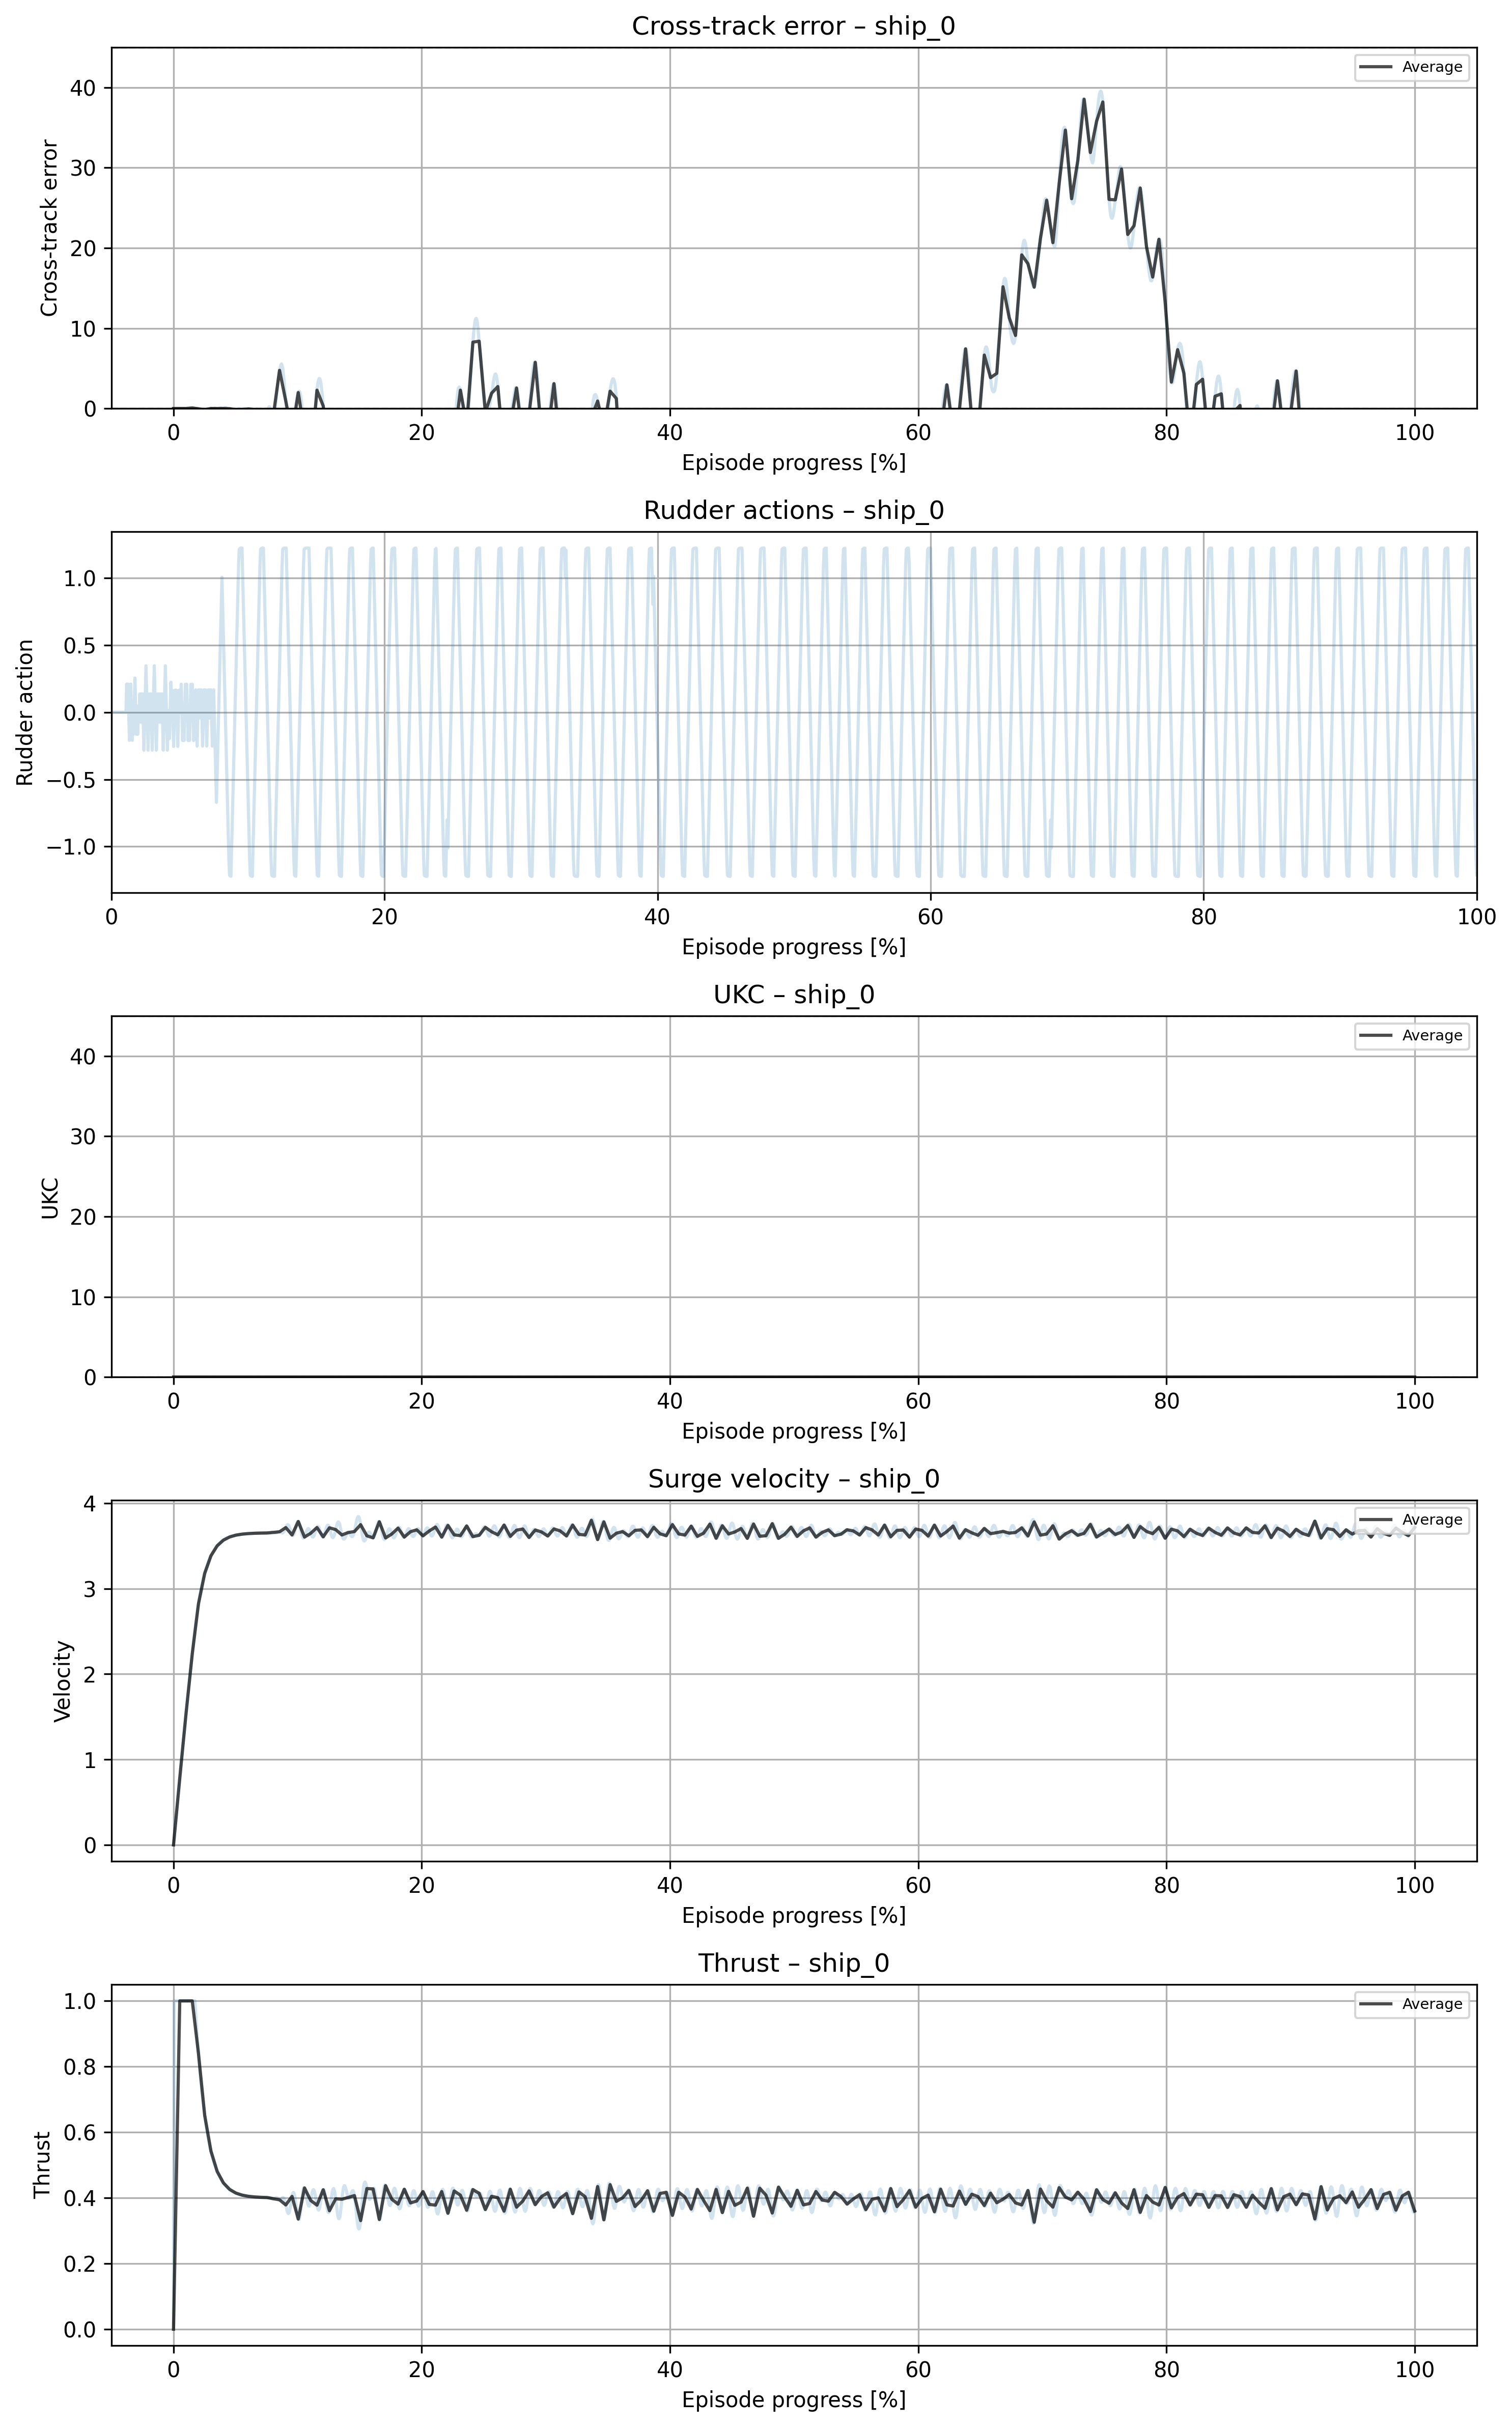 Cross-track error – ship_0
Average
Cross-track error
40
30
20
10
0
0 20 40 60 80 100
Episode progress [%]
Rudder actions – ship_0
Rudder action
1.0
0.5
0.0
−0.5
−1.0
0 20 40 60 80 100
Episode progress [%]
UKC – ship_0
Average
UKC
40
30
20
10
0
0 20 40 60 80 100
Episode progress [%]
Surge velocity – ship_0
Average
Velocity
4
3
2
1
0
0 20 40 60 80 100
Episode progress [%]
Thrust – ship_0
Average
Thrust
1.0
0.8
0.6
0.4
0.2
0.0
0 20 40 60 80 100
Episode progress [%]